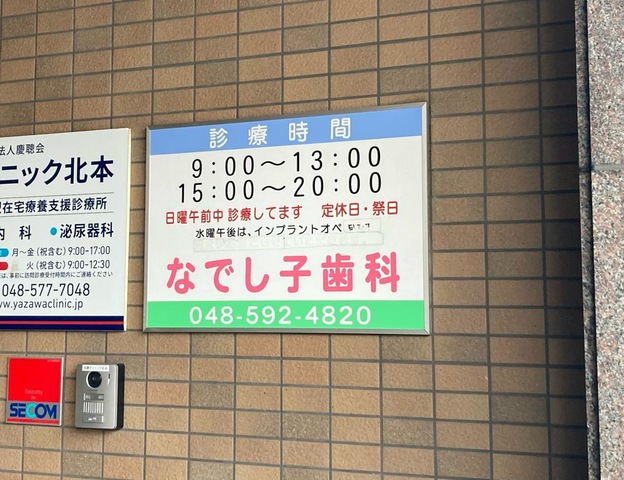 法人慶聰会
ニック北本
在宅療養支援診療所
内科 ●泌尿器科
月～金(祝含む)9:00-17:00
火(祝含む)9:00-12:30
048-577-7048
www.yazawaclinic.jp
診療時間
9:00～13:00
15:00～20:00
日曜午前中診療してます 定休日・祭日
水曜午後は、インプラントオペ
なでし子歯科
048-592-4820
SECOM